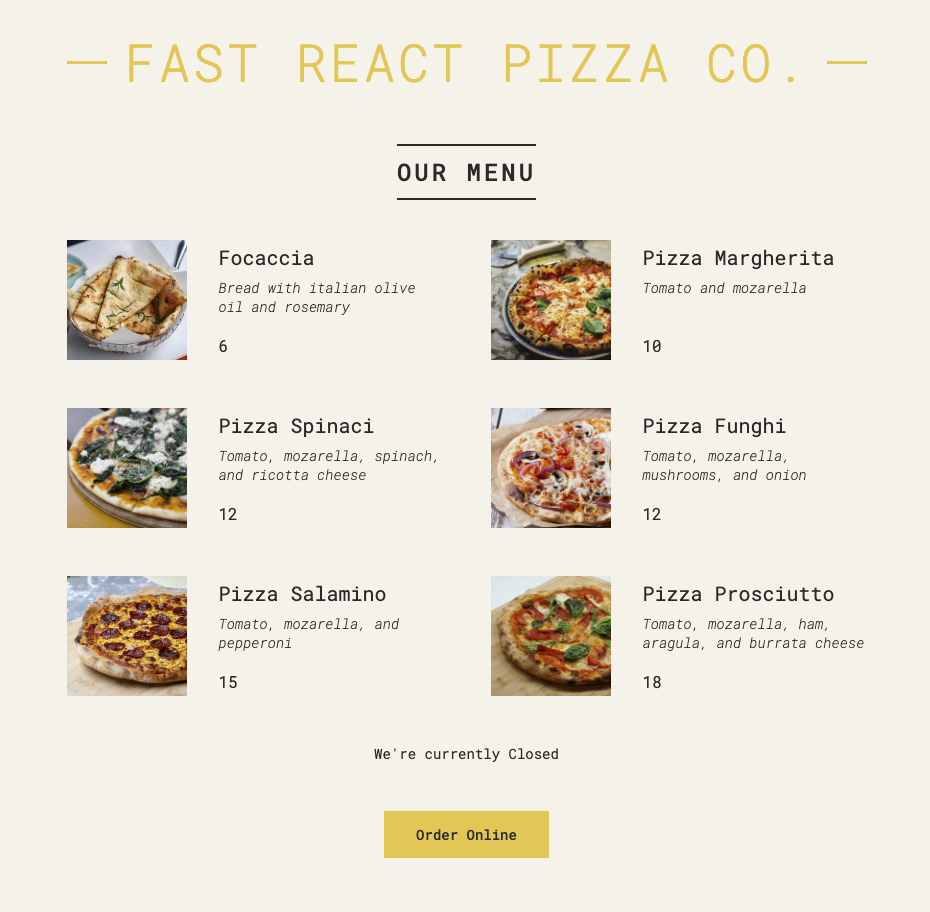 FAST REACT PIZZA CO.
OUR MENU
Focaccia
Bread with italian olive
oil and rosemary
6
Pizza Margherita
Tomato and mozarella
10
Pizza Spinaci
Tomato, mozarella, spinach,
and ricotta cheese
12
Pizza Funghi
Tomato, mozarella,
mushrooms, and onion
12
Pizza Salamino
Tomato, mozarella, and
pepperoni
15
Pizza Prosciutto
Tomato, mozarella, ham,
aragula, and burrata cheese
18
We're currently Closed
Order Online